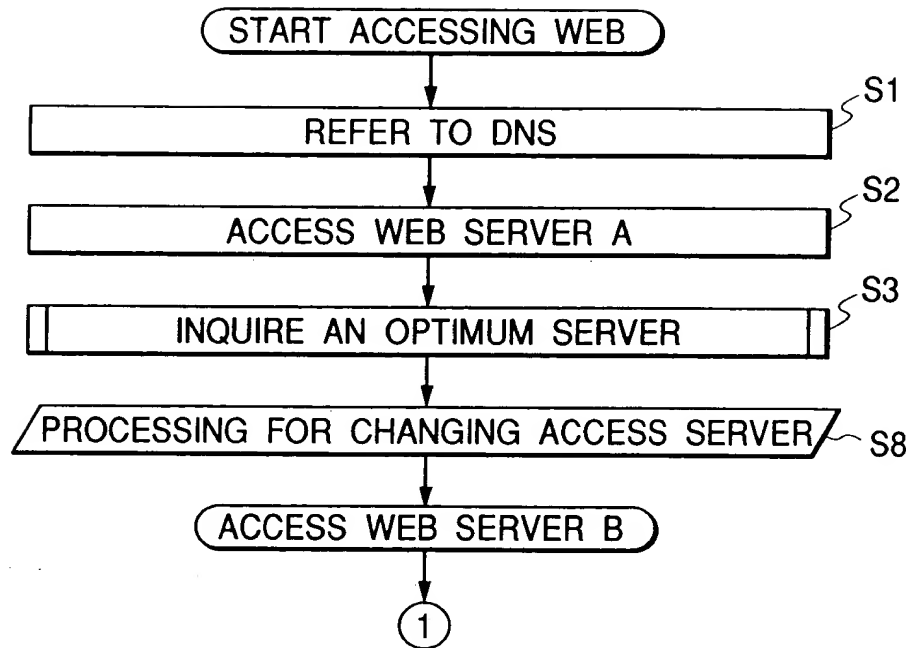 START ACCESSING WEB
S1
REFER TO DNS
S2
ACCESS WEB SERVER A
S3
INQUIRE AN OPTIMUM SERVER
PROCESSING FOR CHANGING ACCESS SERVER
S8
ACCESS WEB SERVER B
1